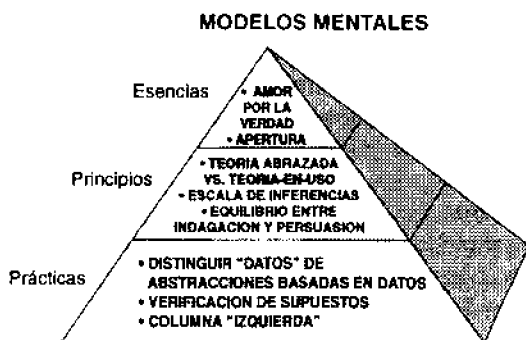 MODELOS MENTALES
Esencias
• AMOR
POR LA
VERDAD
• APERTURA
Principios
• TEORIA ABRAZADA
VS. TEORIA-EN-USO
• ESCALA DE INFERENCIAS
• EQUILIBRIO ENTRE
INDAGACION Y PERSUASION
Prácticas
• DISTINGUIR "DATOS" DE
ABSTRACCIONES BASADAS EN DATOS
• VERIFICACION DE SUPUESTOS
• COLUMNA "IZQUIERDA"